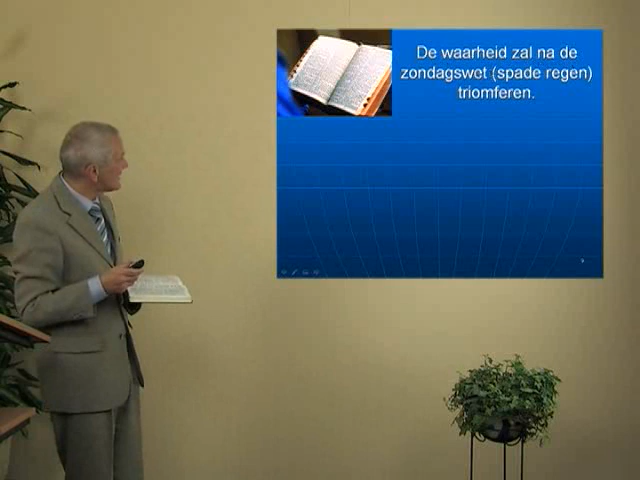 De waarheid zal na de
zondagswet (spade regen)
triomferen.